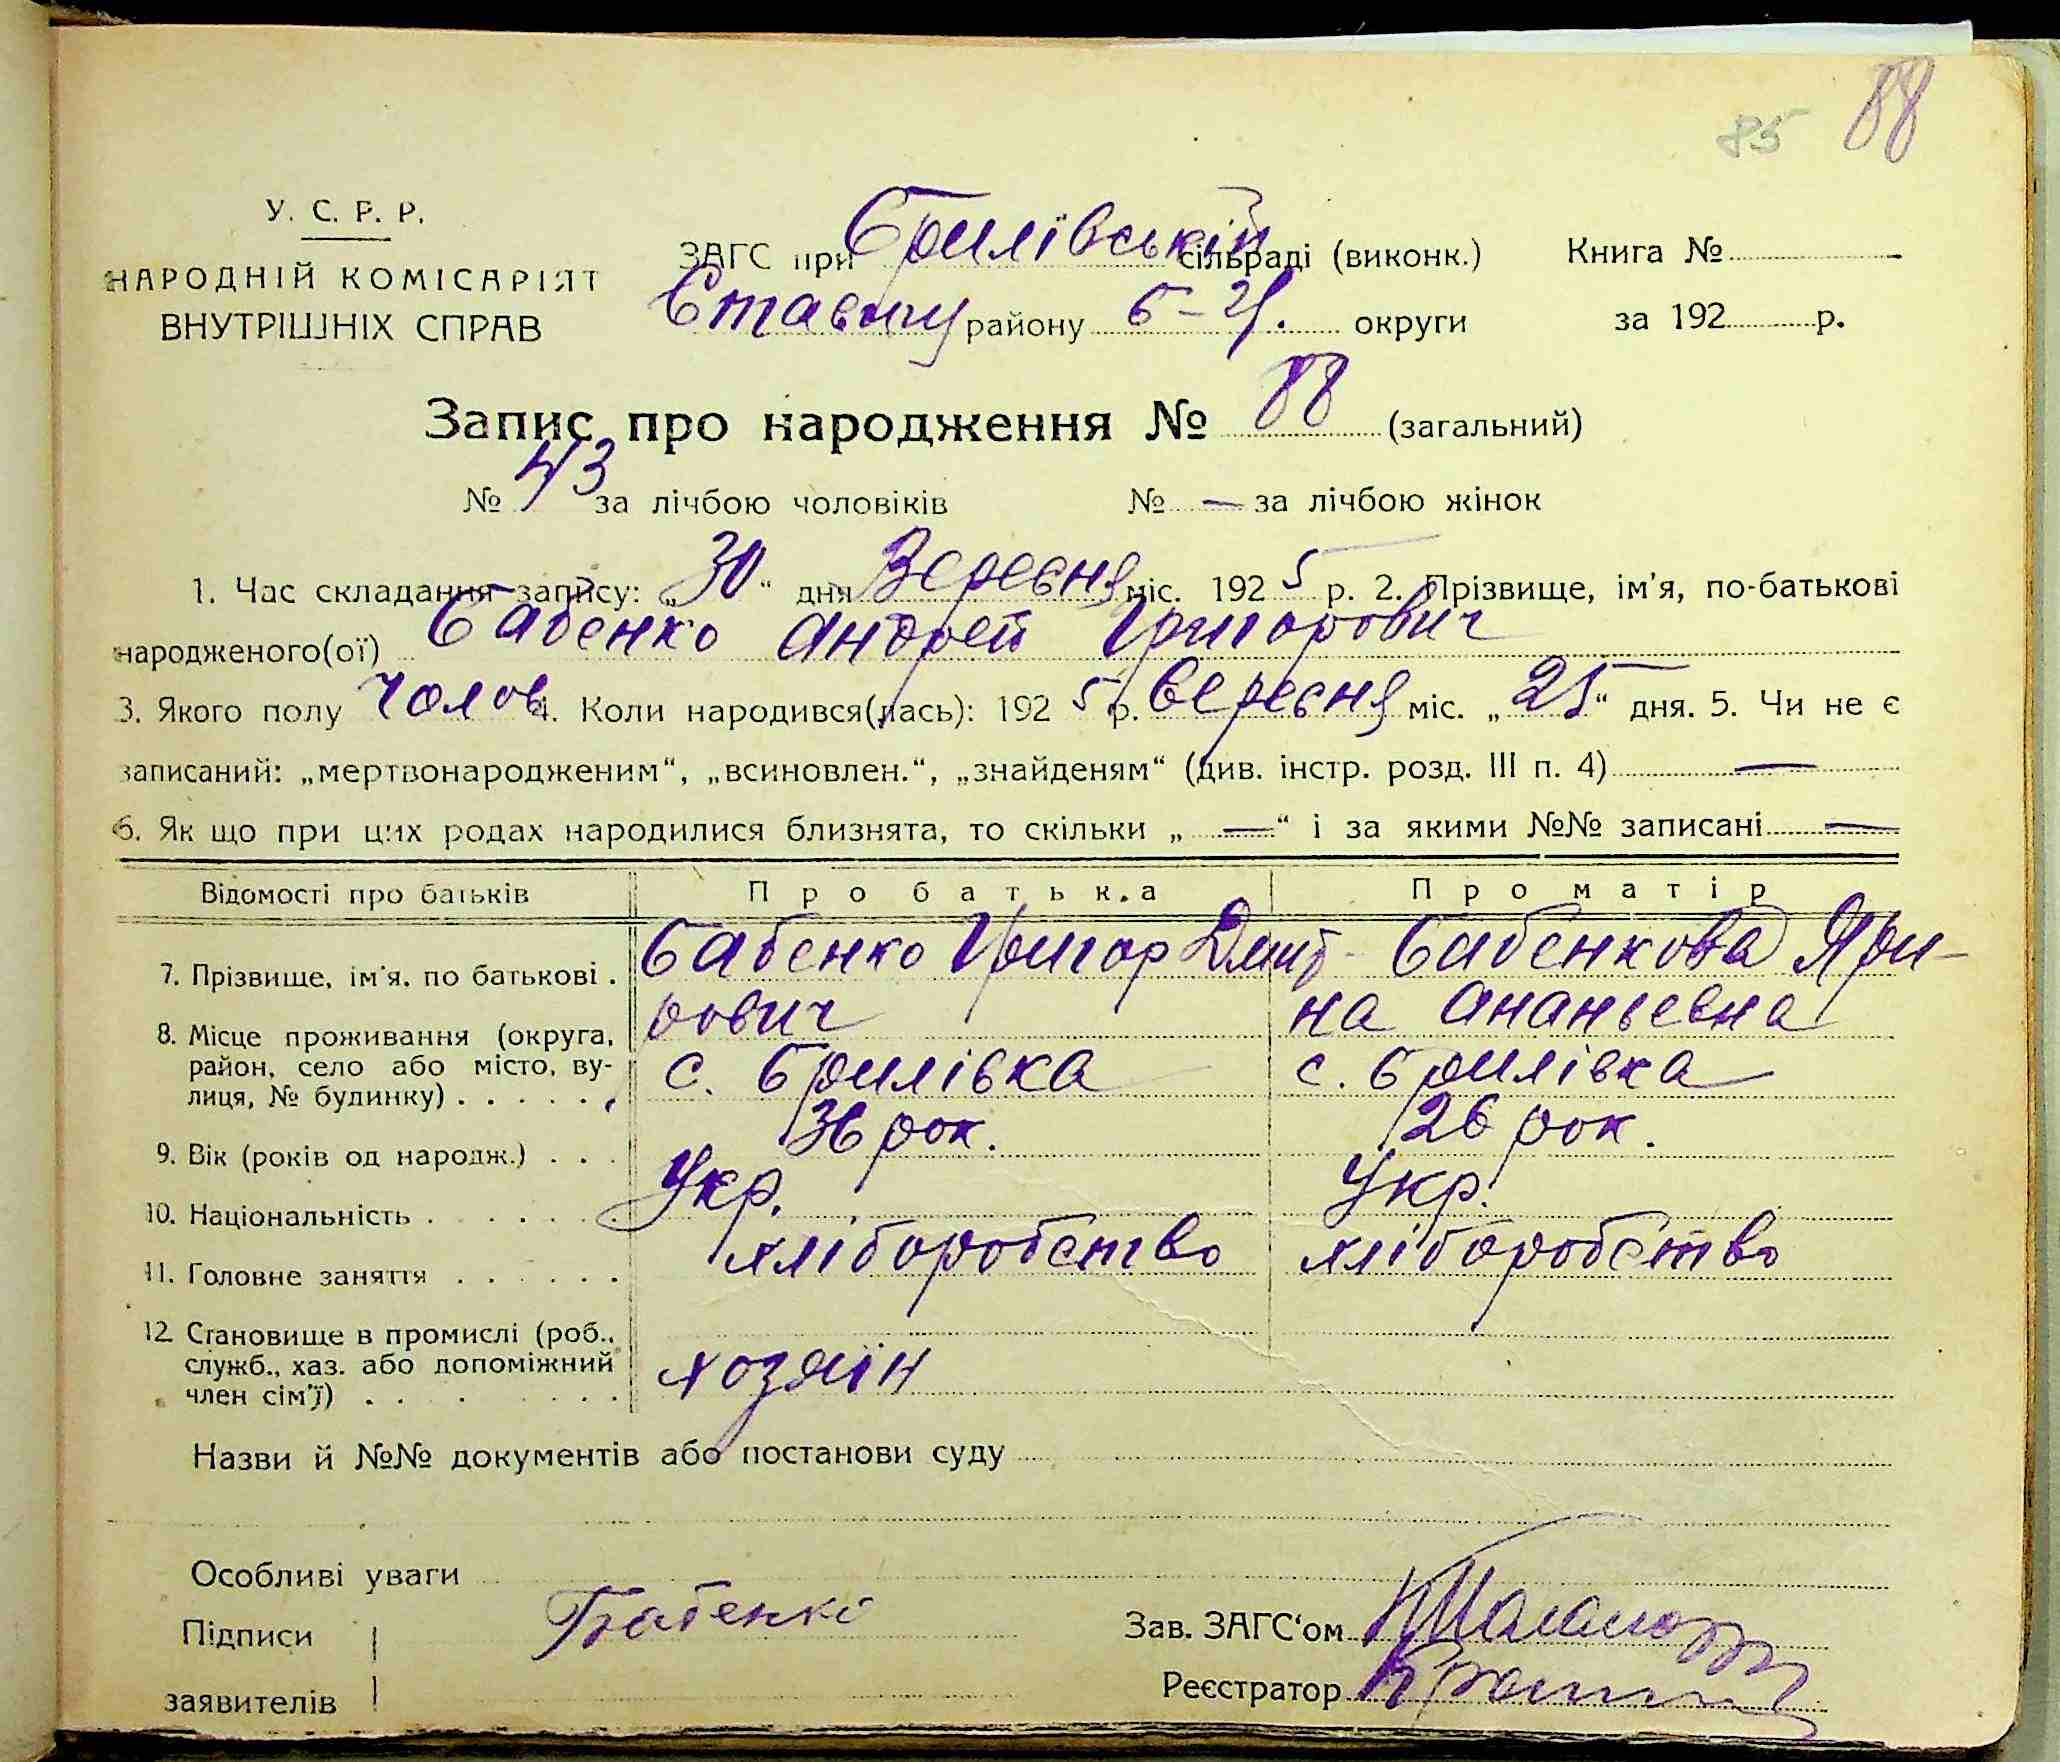 85 88
У. С. Р. Р.
НАРОДНІЙ КОМІСАРІЯТ
ВНУТРІШНІХ СПРАВ
ЗАГС при Брилівській сільраді (виконк.) Книга №
району Б-Ц. округи за 192 р.
Запис про народження № 88 (загальний)
№ 43 за лічбою чоловіків № — за лічбою жінок
1. Час складання запису: „30“ дня Вересня міс. 1925 р. 2. Прізвище, ім'я, по-батькові
народженого(ої) Бабенко Андрей Григорович
3. Якого полу чолов 4. Коли народився(лась): 1925 р. Вересня міс. „25“ дня. 5. Чи не є
записаний: „мертвонародженим“, „всиновлен.“, „знайденям“ (див. інстр. розд. III п. 4) —
6. Як що при цих родах народилися близнята, то скільки „—“ і за якими №№ записані —
Відомості про батьків Про батька Про матір
7. Прізвище, ім'я, по батькові . Бабенко Григор Дмит- Бабенкова Яри-
рович на Ананьевна
8. Місце проживання (округа, район, село або місто, вулиця, № будинку) . . . . . с. Брилівка с. Брилівка
9. Вік (років од народж.) . . . 36 рок. 26 рок.
10. Національність . . . . . . Укр. Укр.
11. Головне заняття . . . . . . хліборобство хліборобство
12. Становище в промислі (роб., служб., хаз. або допоміжний член сім'ї) . . . . . . хозяін
Назви й №№ документів або постанови суду
Особливі уваги
Підписи Бабенко Зав. ЗАГС'ом
заявителів Реєстратор